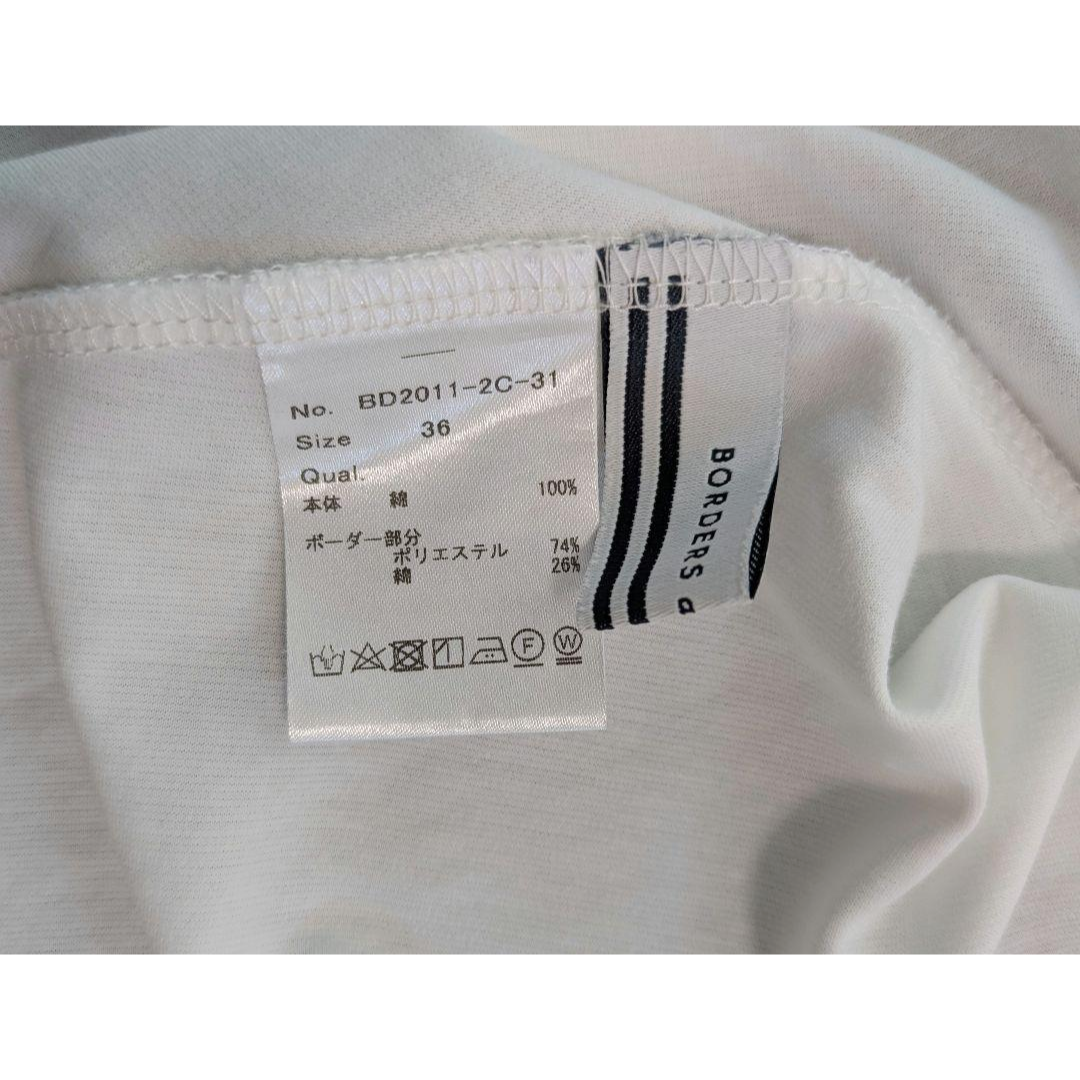 No. BD2011-2C-31
Size 36
Qual.
本体 綿 100%
ボーダー部分
ポリエステル 74%
綿 26%
F W
BORDERS a